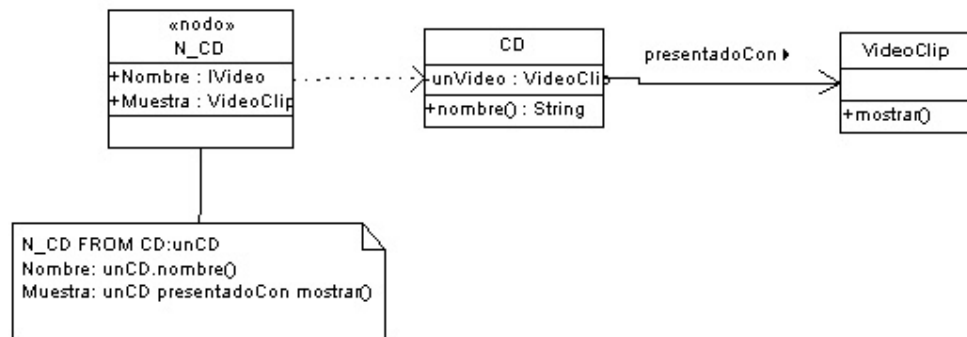 «nodo»
N_CD
+Nombre : IVideo
+Muestra : VideoClip
CD
-unVideo : VideoCli
+nombre() : String
presentadoCon
VideoClip
+mostrar()
N_CD FROM CD:unCD
Nombre: unCD.nombre()
Muestra: unCD presentadoCon mostrar()